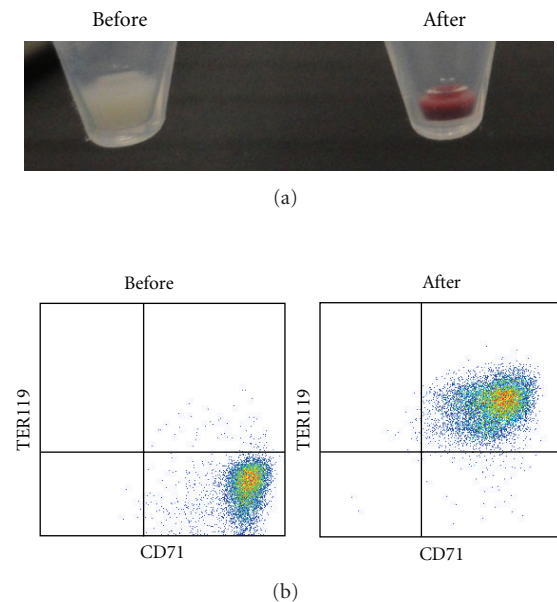 Before After
(a)
Before After
TER119 TER119
CD71 CD71
(b)